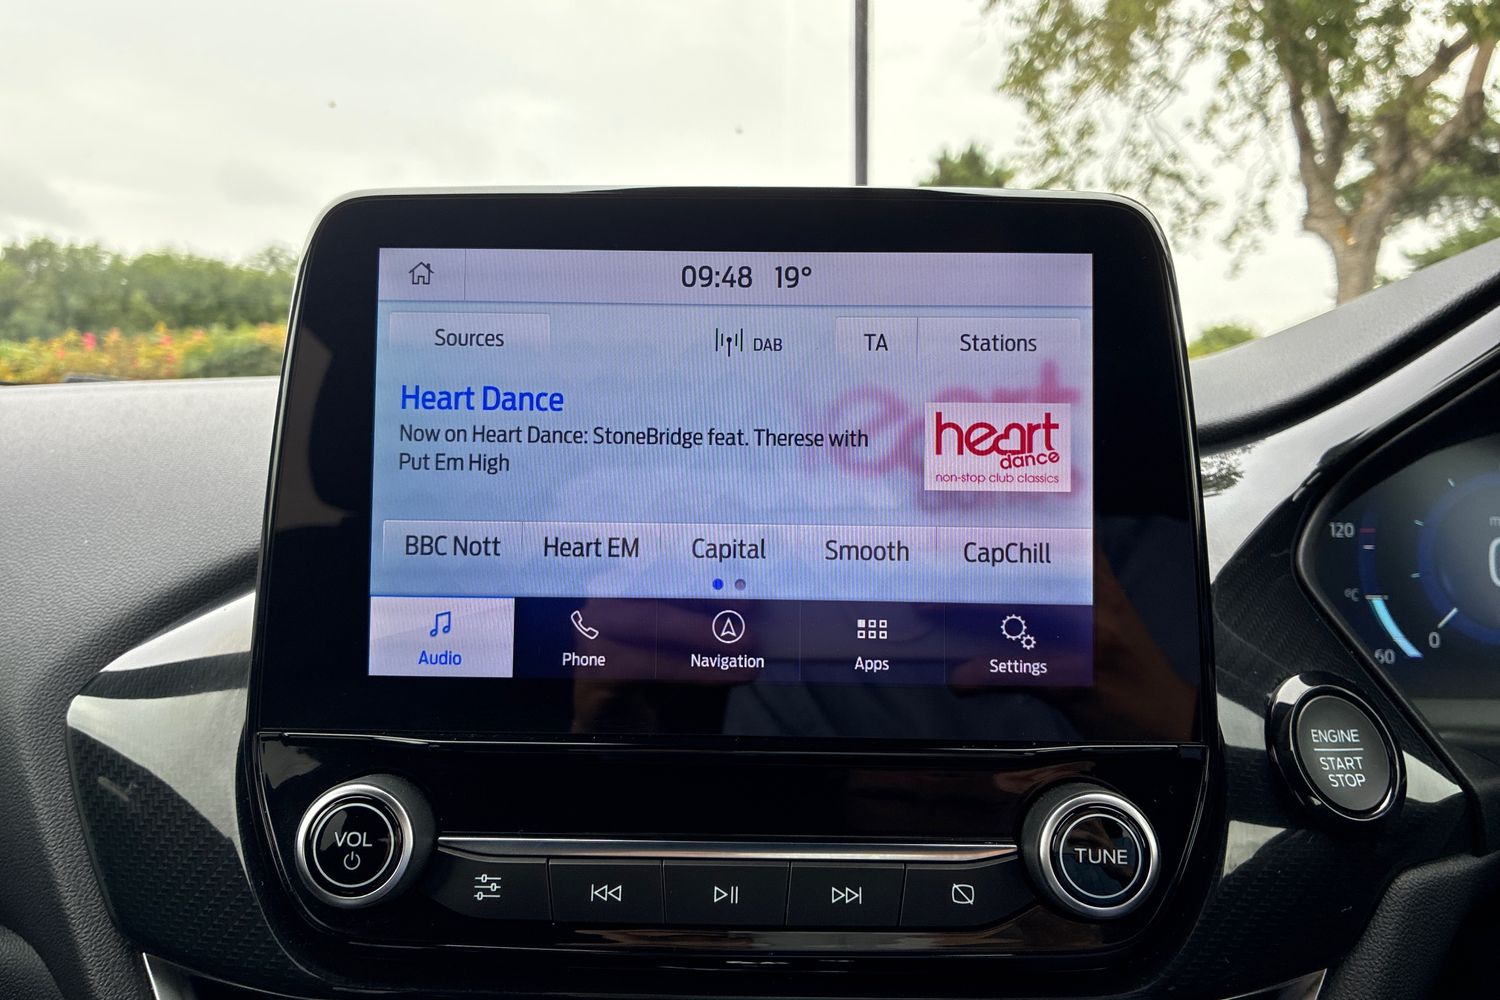 09:48 19°
Sources
DAB
TA
Stations
Heart Dance
Now on Heart Dance: StoneBridge feat. Therese with
Put Em High
heart
dance
non-stop club classics
BBC Nott
Heart EM
Capital
Smooth
CapChill
Audio
Phone
Navigation
Apps
Settings
120
°C
60
0
ENGINE
START
STOP
VOL
TUNE